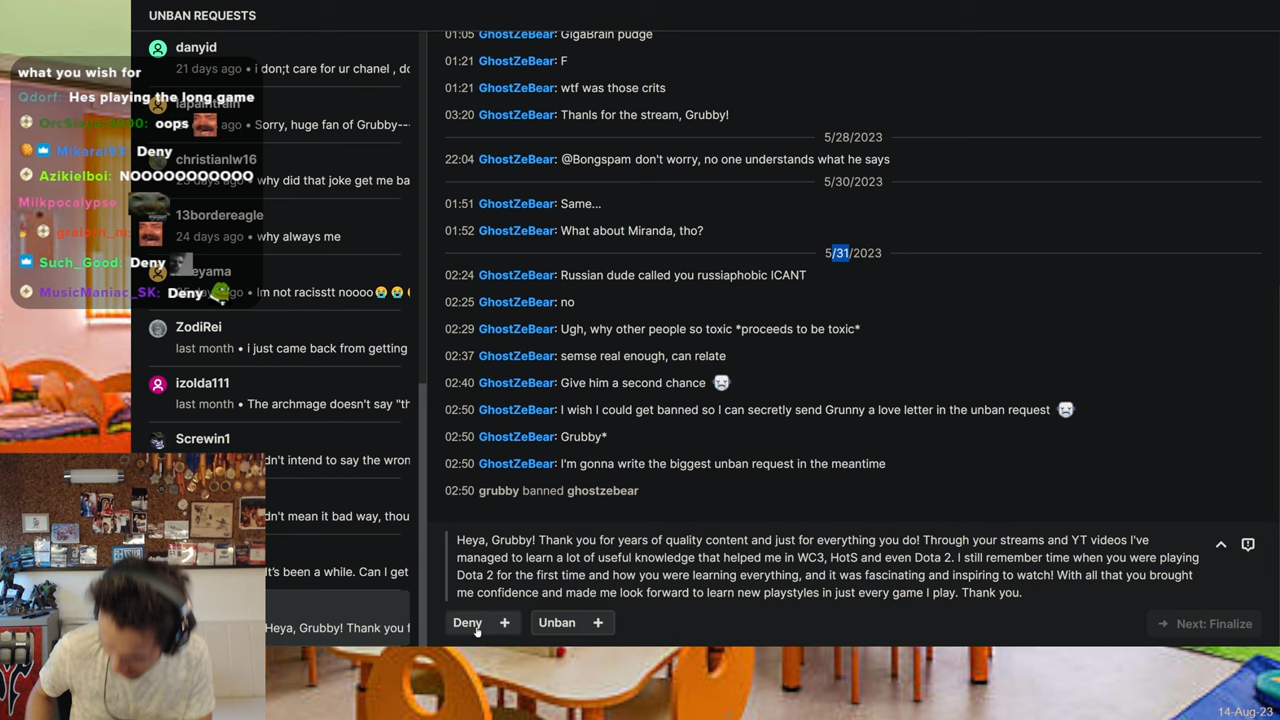 UNBAN REQUESTS
danyid
21 days ago • i don;t care for ur chanel , do
ago • Sorry, huge fan of Grubby--
christianlw16
why did that joke get me ba
13bordereagle
24 days ago • why always me
eyama
ago • Im not racisstt noooo😭😭
ZodiRei
last month • i just came back from getting
izolda111
last month • The archmage doesn't say "th
Screwin1
dn't intend to say the wron
dn't mean it bad way, thou
It's been a while. Can I get
Heya, Grubby! Thank you f
what you wish for
Qdorf: Hes playing the long game
oops
Mikarel93: Deny
Azikielboi: NOOOOOOOOOOO
Milkpocalypse
gralom_m:
Such_Good: Deny
MusicManiac_SK: Deny
01:05 GhostZeBear: GigaBrain pudge
01:21 GhostZeBear: F
01:21 GhostZeBear: wtf was those crits
03:20 GhostZeBear: Thanls for the stream, Grubby!
5/28/2023
22:04 GhostZeBear: @Bongspam don't worry, no one understands what he says
5/30/2023
01:51 GhostZeBear: Same...
01:52 GhostZeBear: What about Miranda, tho?
5/31/2023
02:24 GhostZeBear: Russian dude called you russiaphobic ICANT
02:25 GhostZeBear: no
02:29 GhostZeBear: Ugh, why other people so toxic *proceeds to be toxic*
02:37 GhostZeBear: semse real enough, can relate
02:40 GhostZeBear: Give him a second chance
02:50 GhostZeBear: I wish I could get banned so I can secretly send Grunny a love letter in the unban request
02:50 GhostZeBear: Grubby*
02:50 GhostZeBear: I'm gonna write the biggest unban request in the meantime
02:50 grubby banned ghostzebear
Heya, Grubby! Thank you for years of quality content and just for everything you do! Through your streams and YT videos I've
managed to learn a lot of useful knowledge that helped me in WC3, HotS and even Dota 2. I still remember time when you were playing
Dota 2 for the first time and how you were learning everything, and it was fascinating and inspiring to watch! With all that you brought
me confidence and made me look forward to learn new playstyles in just every game I play. Thank you.
Deny + Unban + → Next: Finalize
14-Aug-23